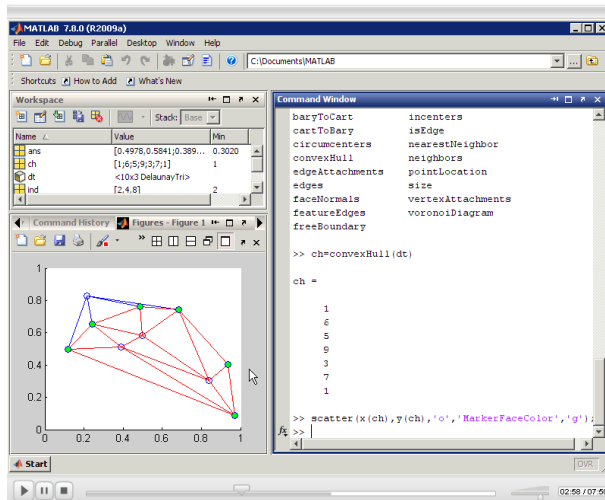 MATLAB 7.8.0 (R2009a)
File Edit Debug Parallel Desktop Window Help
C:\Documents\MATLAB
Shortcuts How to Add What's New
Workspace
Stack: Base
Name Value Min
ans [0.4978,0.5841;0.389... 0.3020
ch [1;6;5;9;3;7;1] 1
dt <10x3 DelaunayTri>
ind [2,4,8] 2
Command History Figures - Figure 1
1
0.8
0.6
0.4
0.2
0
0 0.2 0.4 0.6 0.8 1
Command Window
baryToCart incenters
cartToBary isEdge
circumcenters nearestNeighbor
convexHull neighbors
edgeAttachments pointLocation
edges size
faceNormals vertexAttachments
featureEdges voronoiDiagram
freeBoundary
>> ch=convexHull(dt)
ch =
1
6
5
9
3
7
1
>> scatter(x(ch),y(ch),'o','MarkerFaceColor','g');
fx >>
Start
OVR